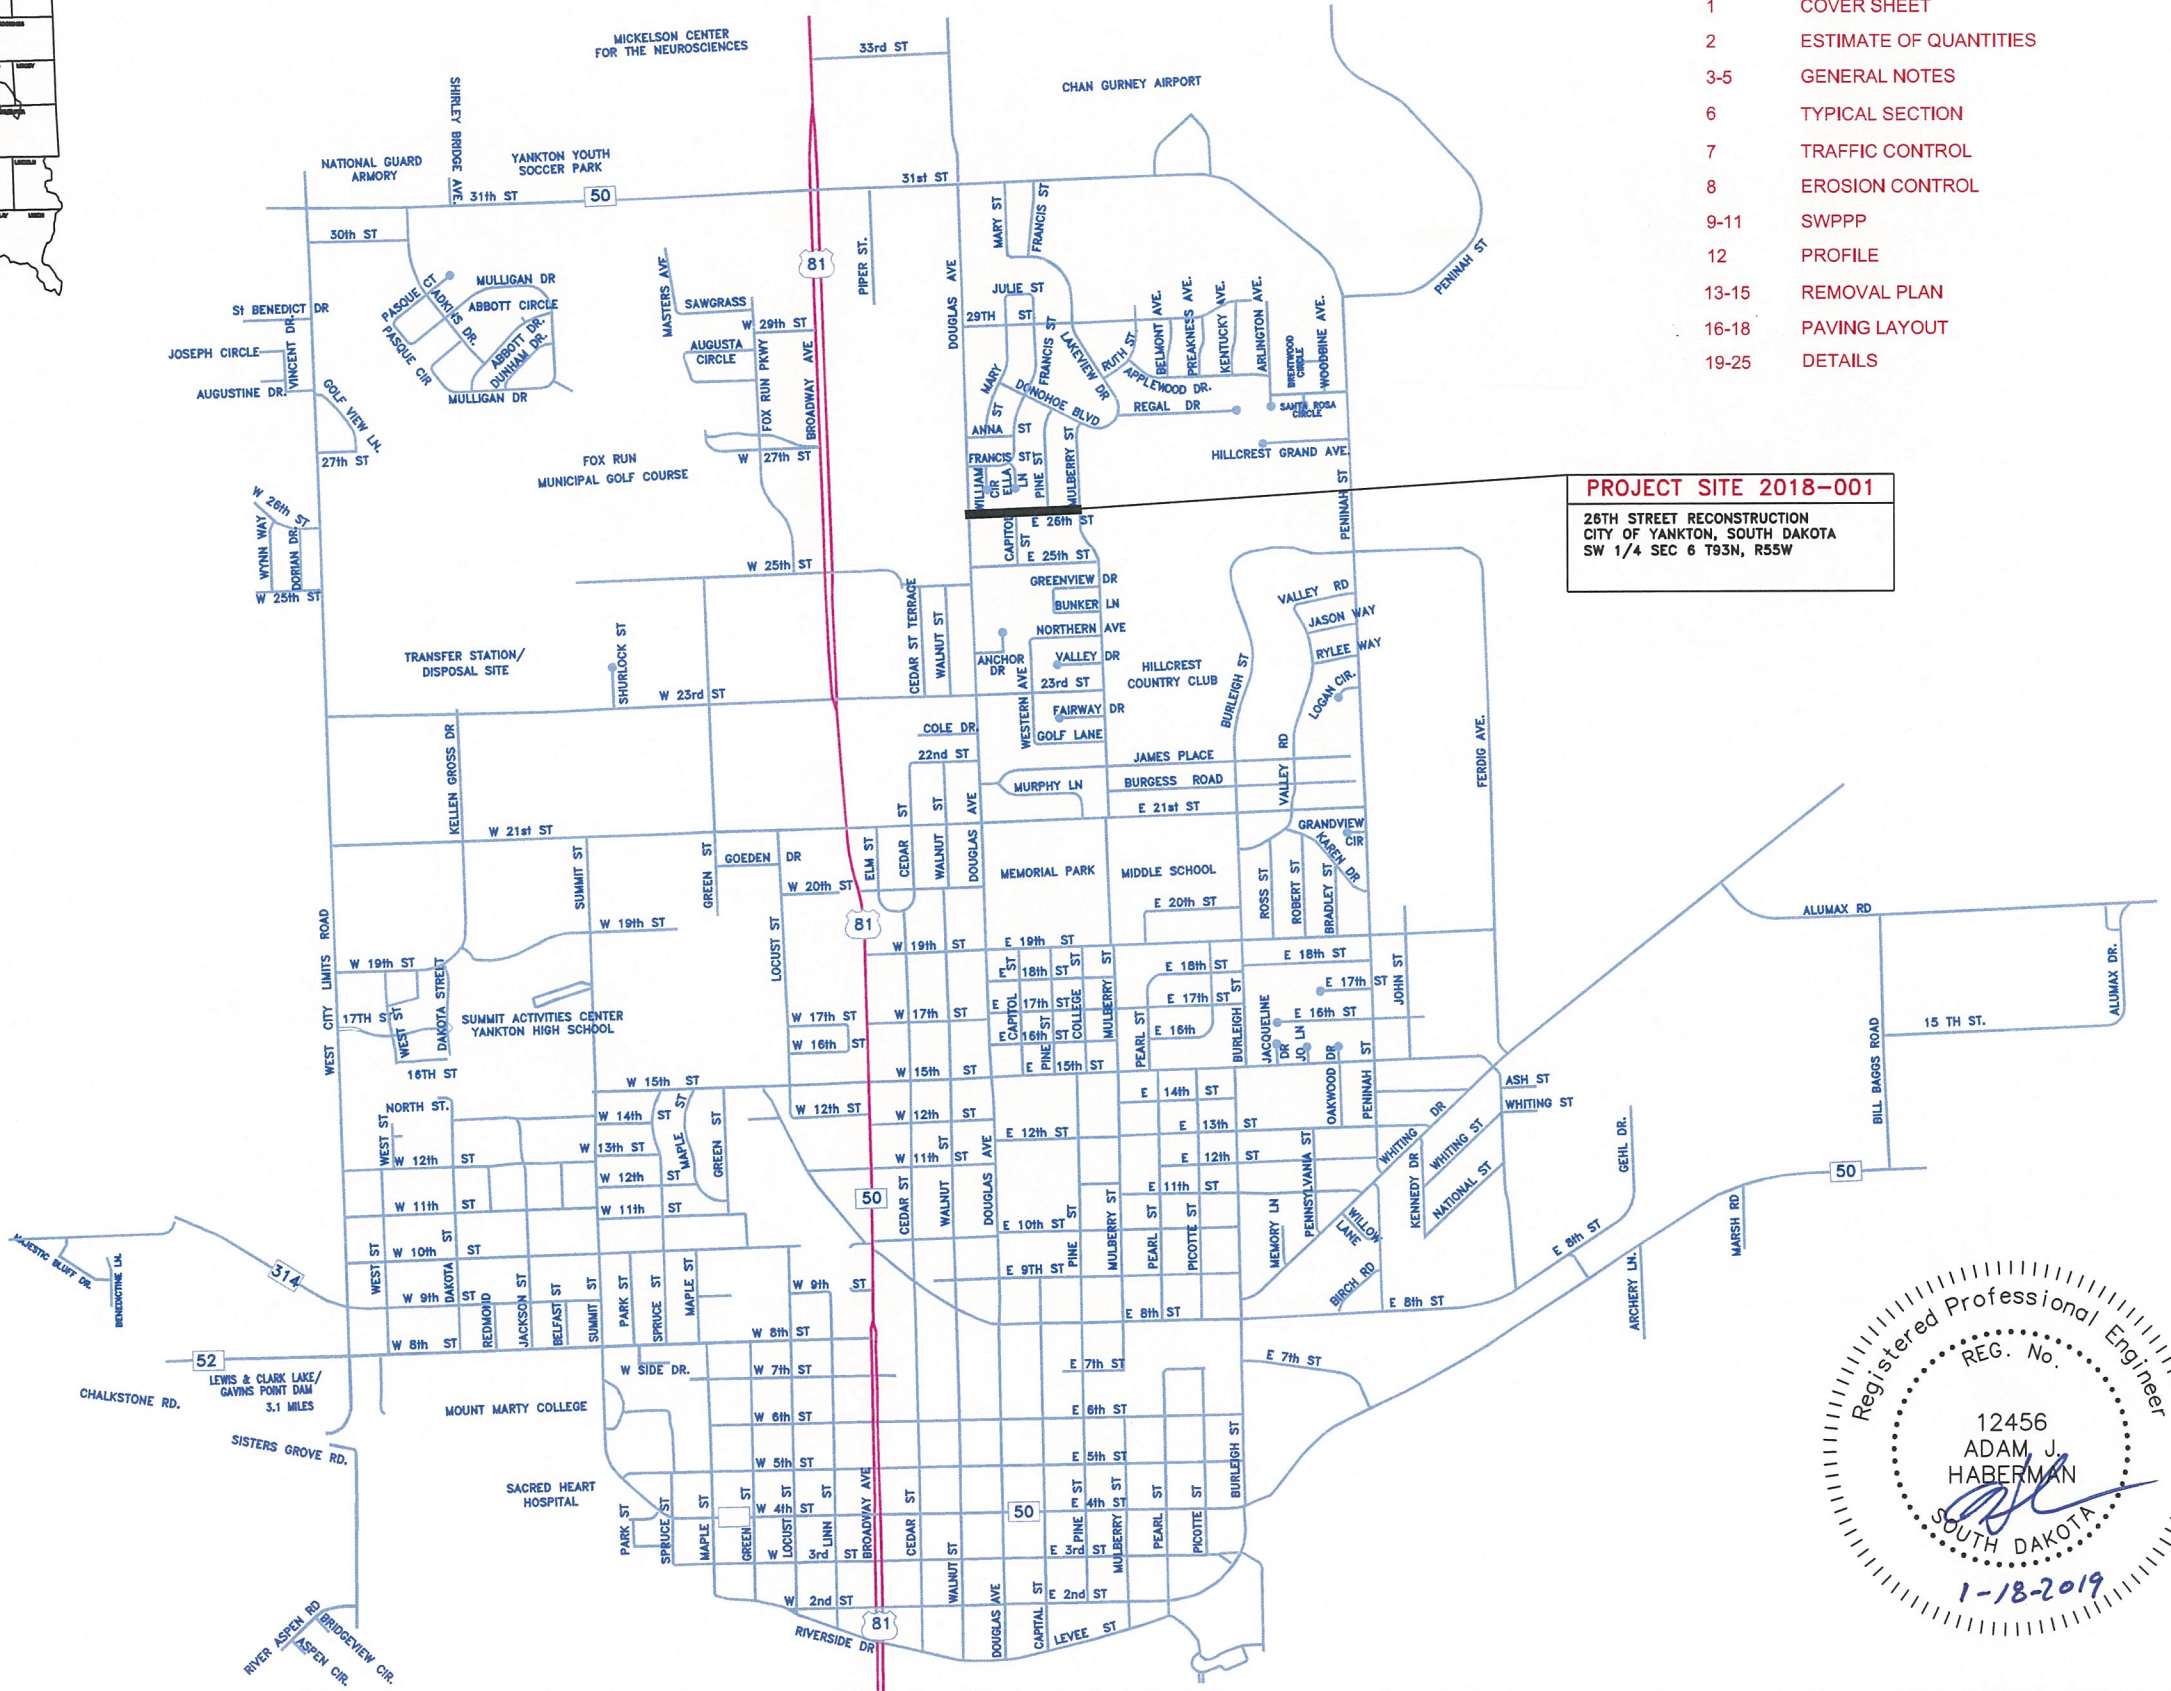 1 COVER SHEET
2 ESTIMATE OF QUANTITIES
3-5 GENERAL NOTES
6 TYPICAL SECTION
7 TRAFFIC CONTROL
8 EROSION CONTROL
9-11 SWPPP
12 PROFILE
13-15 REMOVAL PLAN
16-18 PAVING LAYOUT
19-25 DETAILS
MICKELSON CENTER
FOR THE NEUROSCIENCES
33rd ST
CHAN GURNEY AIRPORT
SHIRLEY BRIDGE AVE.
NATIONAL GUARD
ARMORY
YANKTON YOUTH
SOCCER PARK
31th ST
50
31st ST
30th ST
MARY ST
FRANCIS ST
PENINAH ST
81
PIPER ST.
DOUGLAS AVE
MASTERS AVE
PASQUE CT
ADKINS DR.
MULLIGAN DR
ABBOTT CIRCLE
ABBOTT DR.
DUNHAM DR.
PASQUE CIR
MULLIGAN DR
St BENEDICT DR
VINCENT DR.
JOSEPH CIRCLE
AUGUSTINE DR.
GOLF VIEW LN.
27th ST
SAWGRASS
W 29th ST
AUGUSTA
CIRCLE
FOX RUN PKWY
BROADWAY AVE
W 27th ST
JULIE ST
29TH ST
FRANCIS ST
LAKEVIEW DR
RUTH ST
BELMONT AVE.
PREAKNESS AVE.
KENTUCKY AVE.
ARLINGTON AVE.
BRENTWOOD
CIRCLE
WOODBINE AVE.
APPLEWOOD DR.
REGAL DR
SANTA ROSA
CIRCLE
MARY ST
DONOHOE BLVD
ANNA ST
FRANCIS ST
WILLIAM CIR
ELLA LN
PINE ST
MULBERRY ST
HILLCREST GRAND AVE.
PENINAH ST
FOX RUN
MUNICIPAL GOLF COURSE
PROJECT SITE 2018-001
26TH STREET RECONSTRUCTION
CITY OF YANKTON, SOUTH DAKOTA
SW 1/4 SEC 6 T93N, R55W
W 26th ST
WYNN WAY
DORIAN DR.
W 25th ST
E 26th ST
CAPITOL ST
E 25th ST
W 25th ST
GREENVIEW DR
BUNKER LN
NORTHERN AVE
ANCHOR
DR
VALLEY DR
23rd ST
FAIRWAY DR
GOLF LANE
WESTERN AVE
CEDAR ST TERRACE
WALNUT ST
HILLCREST
COUNTRY CLUB
BURLEIGH ST
VALLEY RD
JASON WAY
RYLEE WAY
LOGAN CIR.
FERDIG AVE.
TRANSFER STATION/
DISPOSAL SITE
SHURLOCK ST
W 23rd ST
COLE DR.
22nd ST
JAMES PLACE
MURPHY LN
BURGESS ROAD
VALLEY RD
E 21st ST
KELLEN GROSS DR
W 21st ST
SUMMIT ST
GREEN ST
GOEDEN DR
W 20th ST
ELM ST
CEDAR ST
WALNUT ST
DOUGLAS AVE
MEMORIAL PARK
MIDDLE SCHOOL
GRANDVIEW
CIR
KAREN DR
ROSS ST
ROBERT ST
BRADLEY ST
E 20th ST
WEST CITY LIMITS ROAD
W 19th ST
81
LOCUST ST
W 19th ST
E 19th ST
ALUMAX RD
ALUMAX DR.
15 TH ST.
BILL BAGGS ROAD
W 19th ST
DAKOTA STREET
17TH S
WEST ST
16TH ST
SUMMIT ACTIVITIES CENTER
YANKTON HIGH SCHOOL
W 17th ST
W 16th ST
W 17th ST
E 18th ST
E 17th ST
E 16th ST
E 15th ST
CAPITOL ST
PINE ST
COLLEGE ST
MULBERRY ST
PEARL ST
E 18th ST
E 17th ST
E 16th
BURLEIGH ST
E 18th ST
E 17th ST
E 16th ST
JACQUELINE DR
JO LN
OAKWOOD DR
PENINAH ST
JOHN ST
W 15th ST
W 15th ST
ASH ST
WHITING ST
NORTH ST.
WEST ST
W 14th ST
W 13th ST
W 12th ST
MAPLE ST
GREEN ST
W 12th ST
W 12th ST
W 11th ST
E 12th ST
E 14th ST
E 13th ST
E 12th ST
E 11th ST
WHITING DR
WHITING ST
NATIONAL ST
KENNEDY DR
PENNSYLVANIA ST
MEMORY LN
WILLOW
LANE
BIRCH RD
GEHL DR.
W 12th ST
W 11th ST
W 11th ST
50
CEDAR ST
WALNUT ST
DOUGLAS AVE
E 10th ST
PINE ST
MULBERRY ST
PEARL ST
PICOTTE ST
50
MARSH RD
E 8th ST
ARCHERY LN.
MAJESTIC BLUFF DR.
BENEDICTINE LN.
314
W 10th ST
WEST ST
DAKOTA ST
W 9th ST
REDMOND
JACKSON ST
BELFAST ST
SUMMIT ST
PARK ST
SPRUCE ST
MAPLE ST
W 9th ST
E 9TH ST
E 8th ST
E 8th ST
W 8th ST
W 8th ST
52
LEWIS & CLARK LAKE/
GAVINS POINT DAM
3.1 MILES
CHALKSTONE RD.
SISTERS GROVE RD.
W SIDE DR.
W 7th ST
E 7th ST
E 7th ST
MOUNT MARTY COLLEGE
W 6th ST
E 6th ST
W 5th ST
E 5th ST
SACRED HEART
HOSPITAL
W 4th ST
50
E 4th ST
PARK ST
SPRUCE ST
MAPLE ST
GREEN ST
LOCUST ST
LINN ST
BROADWAY AVE
CEDAR ST
WALNUT ST
PINE ST
MULBERRY ST
PEARL ST
PICOTTE ST
BURLEIGH ST
W 3rd ST
E 3rd ST
W 2nd ST
E 2nd ST
81
RIVERSIDE DR
DOUGLAS AVE
CAPITAL ST
LEVEE ST
RIVER ASPEN RD
BRIDGEVIEW CIR.
ASPEN CIR.
Registered Professional Engineer
REG. No.
12456
ADAM J.
HABERMAN
SOUTH DAKOTA
1-18-2019